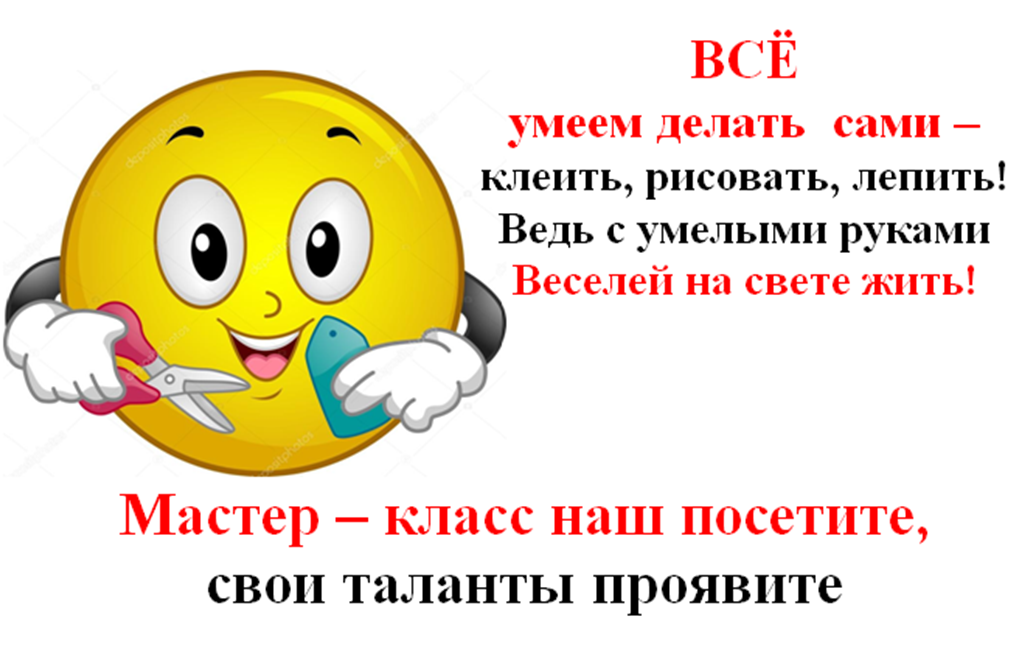 ВСЁ
умеем делать сами –
клеить, рисовать, лепить!
Ведь с умелыми руками
Веселей на свете жить!
Мастер – класс наш посетите,
свои таланты проявите